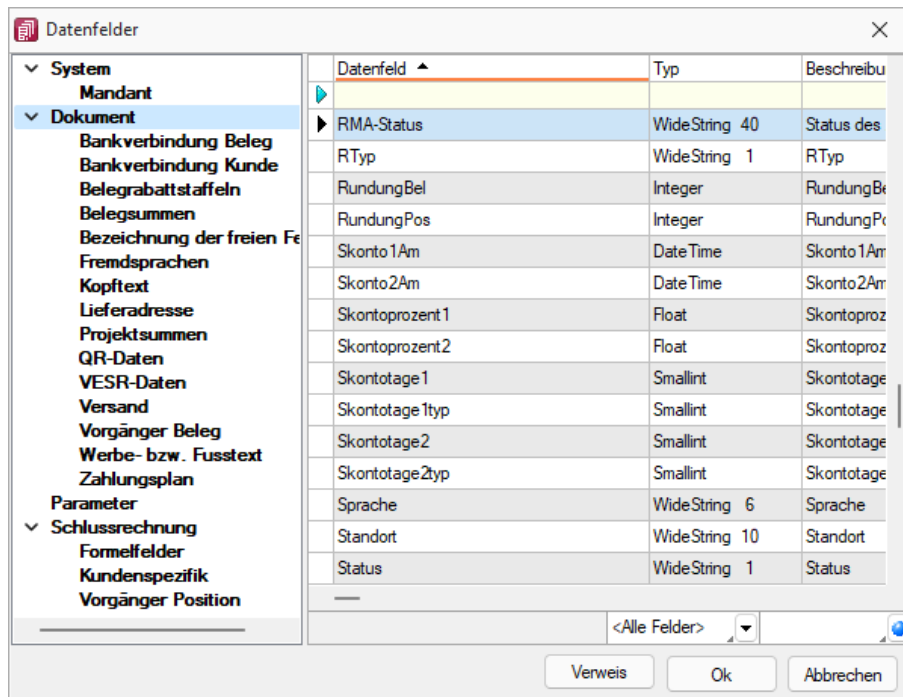 Datenfelder
System
Mandant
Dokument
Bankverbindung Beleg
Bankverbindung Kunde
Belegrabattstaffeln
Belegsummen
Bezeichnung der freien Fe
Fremdsprachen
Kopftext
Lieferadresse
Projektsummen
QR-Daten
VESR-Daten
Versand
Vorgänger Beleg
Werbe- bzw. Fusstext
Zahlungsplan
Parameter
Schlussrechnung
Formelfelder
Kundenspezifik
Vorgänger Position
Datenfeld Typ Beschreibu
RMA-Status WideString 40 Status des
RTyp WideString 1 RTyp
RundungBel Integer RundungBe
RundungPos Integer RundungPo
Skonto1Am DateTime Skonto1Am
Skonto2Am DateTime Skonto2Am
Skontoprozent1 Float Skontoproz
Skontoprozent2 Float Skontoproz
Skontotage1 Smallint Skontotage
Skontotage1typ Smallint Skontotage
Skontotage2 Smallint Skontotage
Skontotage2typ Smallint Skontotage
Sprache WideString 6 Sprache
Standort WideString 10 Standort
Status WideString 1 Status
<Alle Felder>
Verweis Ok Abbrechen